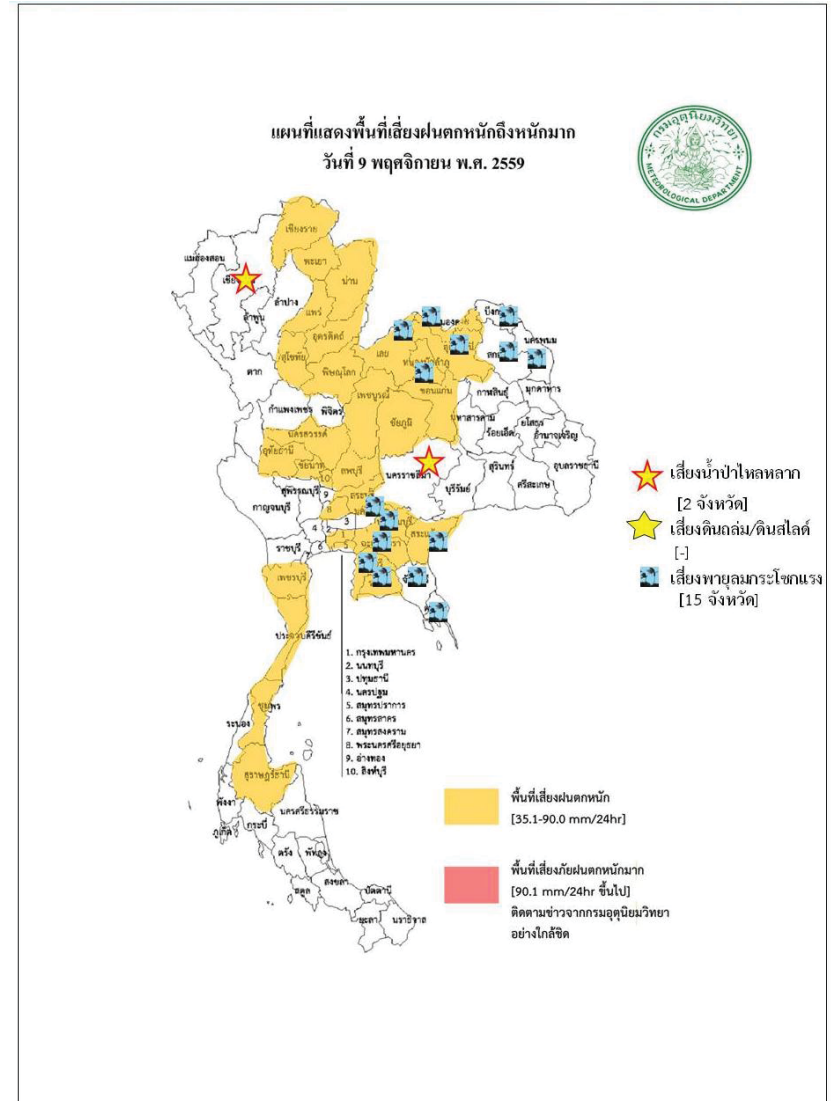 แผนที่แสดงพื้นที่เสี่ยงฝนตกหนักถึงหนักมาก
วันที่ 9 พฤศจิกายน พ.ศ. 2559
กรมอุตุนิยมวิทยา
METEOROLOGICAL DEPARTMENT
เชียงราย
แม่ฮ่องสอน
พะเยา
น่าน
ลำปาง
แพร่
ลำพูน
อุตรดิตถ์
สุโขทัย
ตาก
พิษณุโลก
เลย
นครพนม
กำแพงเพชร
พิจิตร
เพชรบูรณ์
ขอนแก่น
ชัยภูมิ
กาฬสินธุ์
มุกดาหาร
ร้อยเอ็ด
ยโสธร
อำนาจเจริญ
นครสวรรค์
อุทัยธานี
ชัยนาท
10
ลพบุรี
บุรีรัมย์
สุรินทร์
ศรีสะเกษ
อุบลราชธานี
สุพรรณบุรี
9
กาญจนบุรี
8
4
2
3
1
5
6
7
ราชบุรี
เพชรบุรี
ประจวบคีรีขันธ์
ชุมพร
ระนอง
สุราษฎร์ธานี
พังงา
ภูเก็ต
กระบี่
นครศรีธรรมราช
ตรัง
พัทลุง
สตูล
สงขลา
ปัตตานี
ยะลา
นราธิวาส
1. กรุงเทพมหานคร
2. นนทบุรี
3. ปทุมธานี
4. นครปฐม
5. สมุทรปราการ
6. สมุทรสาคร
7. สมุทรสงคราม
8. พระนครศรีอยุธยา
9. อ่างทอง
10. สิงห์บุรี
เสี่ยงน้ำป่าไหลหลาก
[2 จังหวัด]
เสี่ยงดินถล่ม/ดินสไลด์
[-]
เสี่ยงพายุลมกระโชกแรง
[15 จังหวัด]
พื้นที่เสี่ยงฝนตกหนัก
[35.1-90.0 mm/24hr]
พื้นที่เสี่ยงภัยฝนตกหนักมาก
[90.1 mm/24hr ขึ้นไป]
ติดตามข่าวจากกรมอุตุนิยมวิทยา
อย่างใกล้ชิด